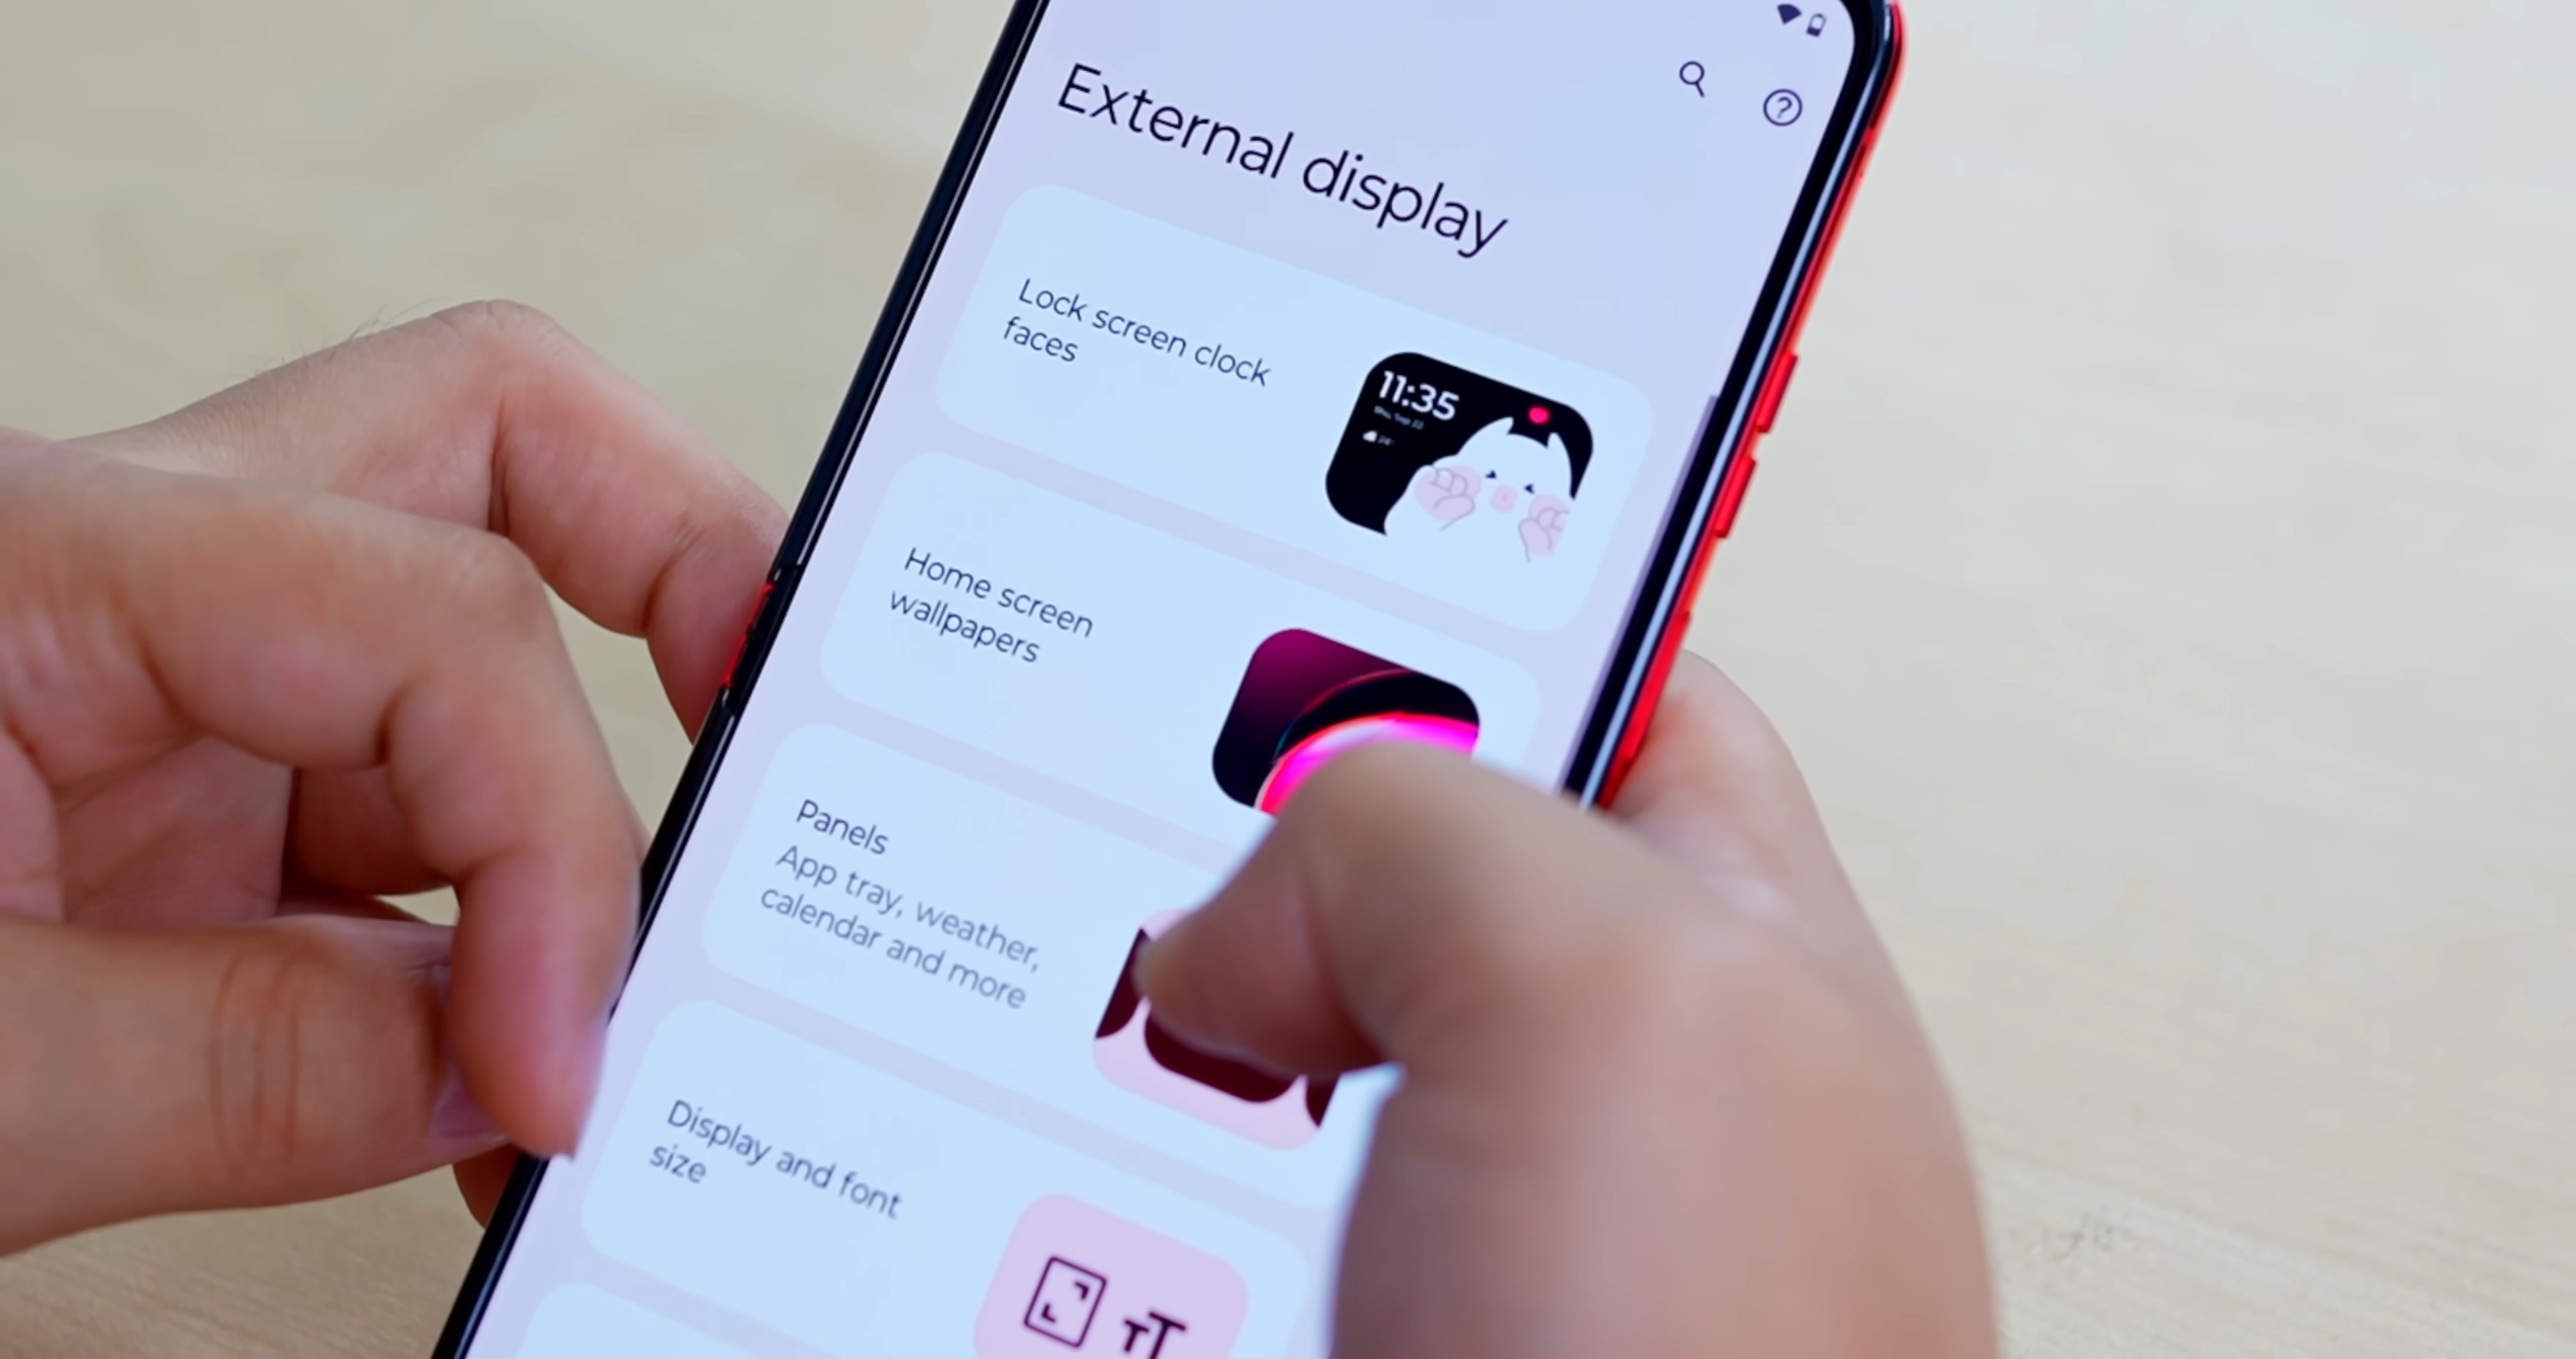 External display
Lock screen clock
faces
11:35
Home screen
wallpapers
Panels
App tray, weather,
calendar and more
Display and font
size
TT